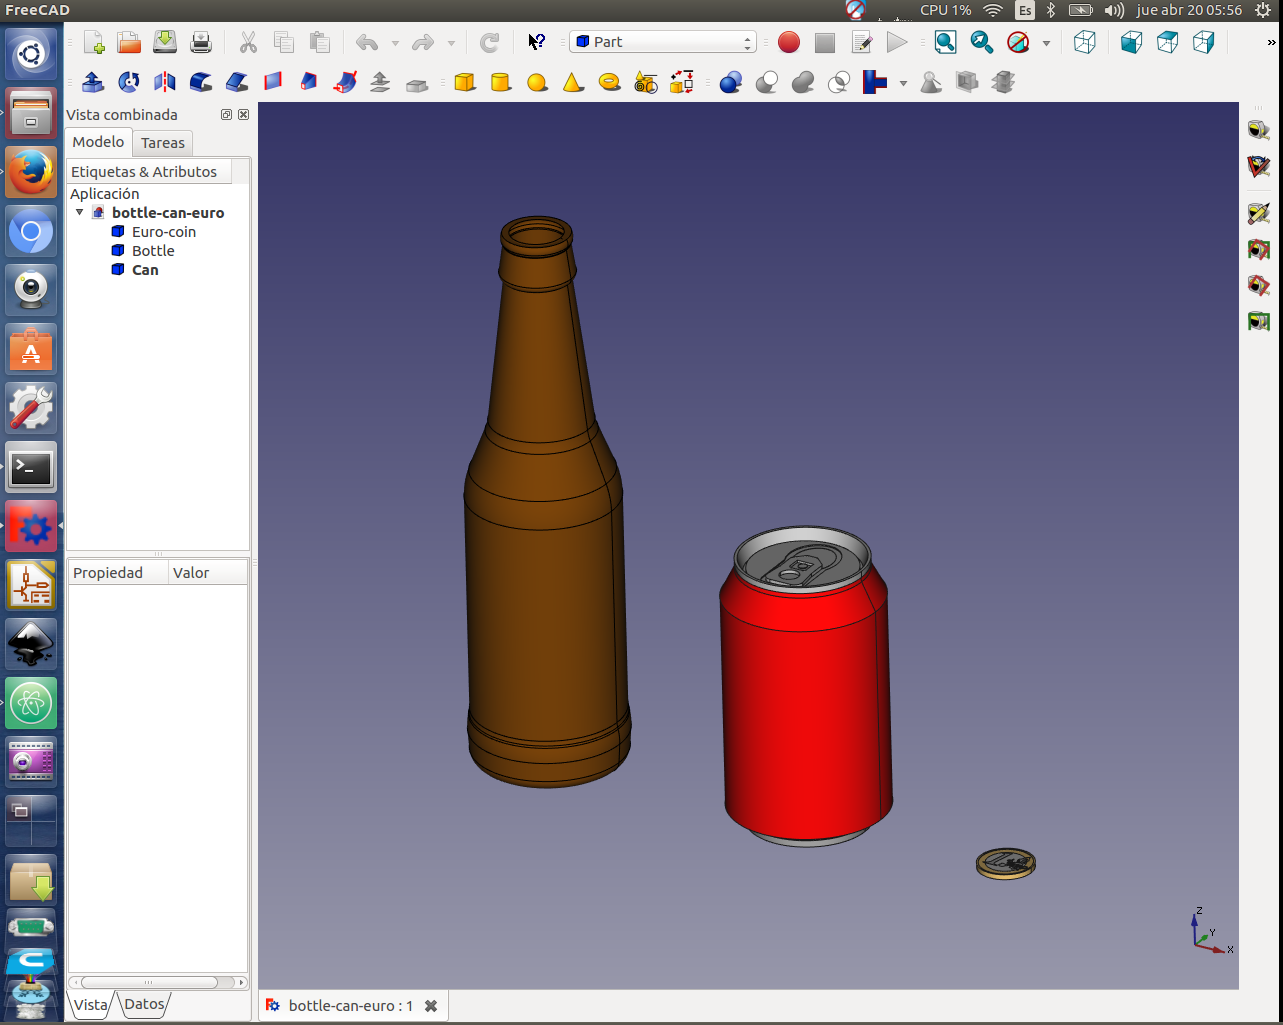 FreeCAD
CPU 1%
Es
jue abr 20 05:56
Part
Vista combinada
Modelo
Tareas
Etiquetas & Atributos
Aplicación
bottle-can-euro
Euro-coin
Bottle
Can
Propiedad
Valor
Z
Y
X
Vista
Datos
bottle-can-euro : 1